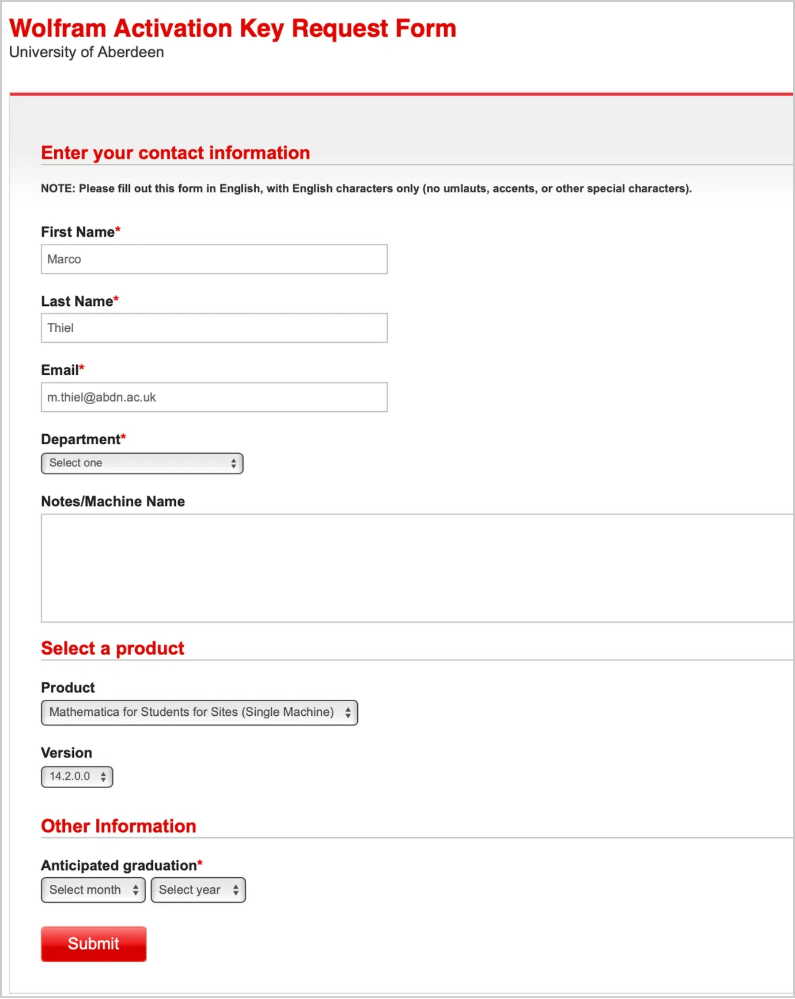 Wolfram Activation Key Request Form
University of Aberdeen
Enter your contact information
NOTE: Please fill out this form in English, with English characters only (no umlauts, accents, or other special characters).
First Name*
Marco
Last Name*
Thiel
Email*
m.thiel@abdn.ac.uk
Department*
Select one
Notes/Machine Name
Select a product
Product
Mathematica for Students for Sites (Single Machine)
Version
14.2.0.0
Other Information
Anticipated graduation*
Select month Select year
Submit